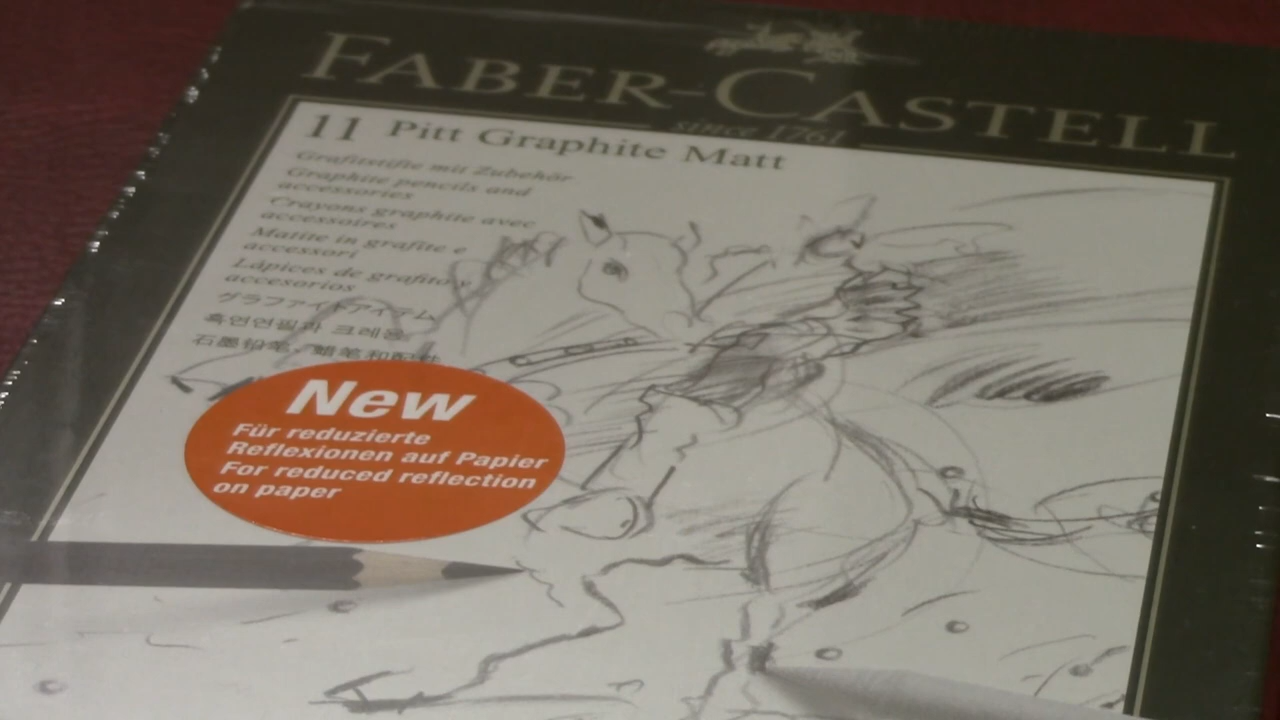 FABER-CASTELL
since 1761
11 Pitt Graphite Matt
Grafitstifte mit Zubehör
Graphite pencils and
accessories
Crayons graphite avec
accessoires
Matite in grafite e
accessori
Lápices de grafito y
accesorios
グラファイトアイテム
흑연연필과 크레용
石墨铅笔、蜡笔和配件
New
Für reduzierte
Reflexionen auf Papier
For reduced reflection
on paper